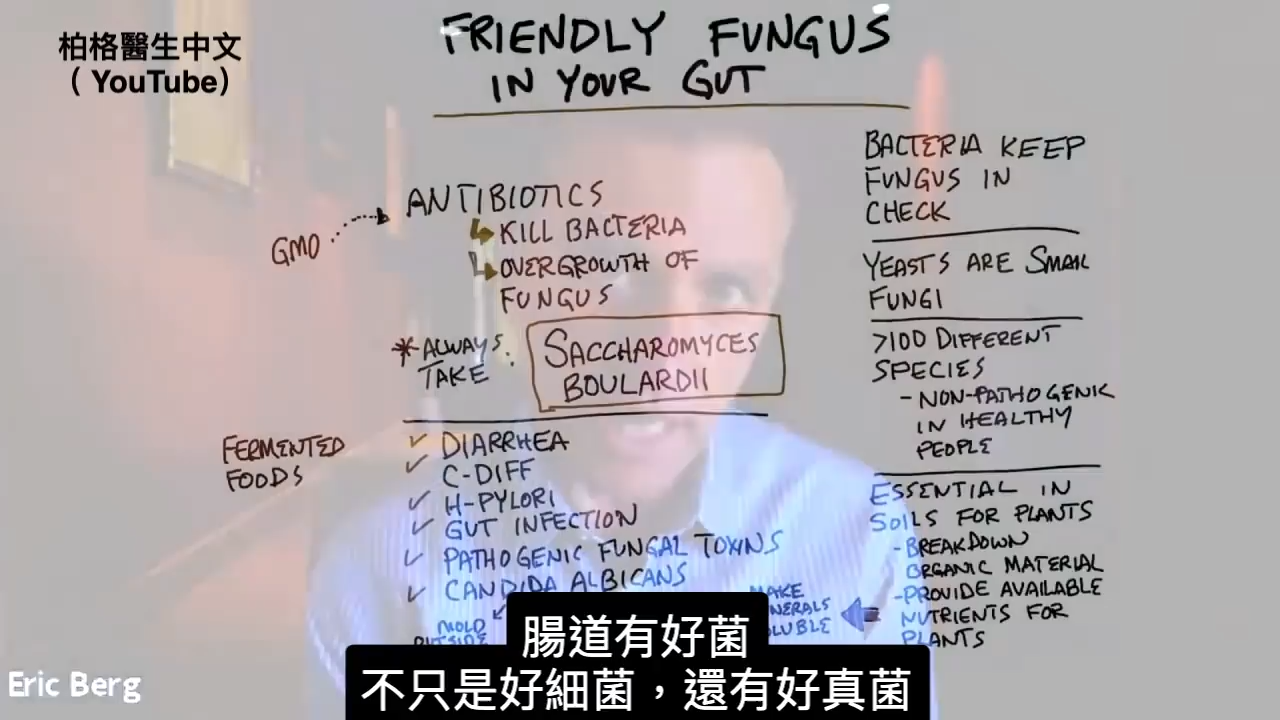 柏格醫生中文
（ YouTube）
FRIENDLY FUNGUS
IN YOUR GUT
GMO
ANTIBIOTICS
KILL BACTERIA
OVERGROWTH OF
FUNGUS
*ALWAYS:
TAKE
SACCHAROMYCES
BOULARDII
FERMENTED
FOODS
✓ DIARRHEA
✓ C-DIFF
✓ H-PYLORI
✓ GUT INFECTION
✓ PATHOGENIC FUNGAL TOXINS
✓ CANDIDA ALBICANS
MOLD
OUTSIDE
BACTERIA KEEP
FUNGUS IN
CHECK
YEASTS ARE SMALL
FUNGI
>100 DIFFERENT
SPECIES
- NON-PATHOGENIC
IN HEALTHY
PEOPLE
ESSENTIAL IN
SOILS FOR PLANTS
-BREAKDOWN
ORGANIC MATERIAL
-PROVIDE AVAILABLE
NUTRIENTS FOR
PLANTS
MAKE
腸道有好菌
不只是好細菌，還有好真菌
Eric Berg